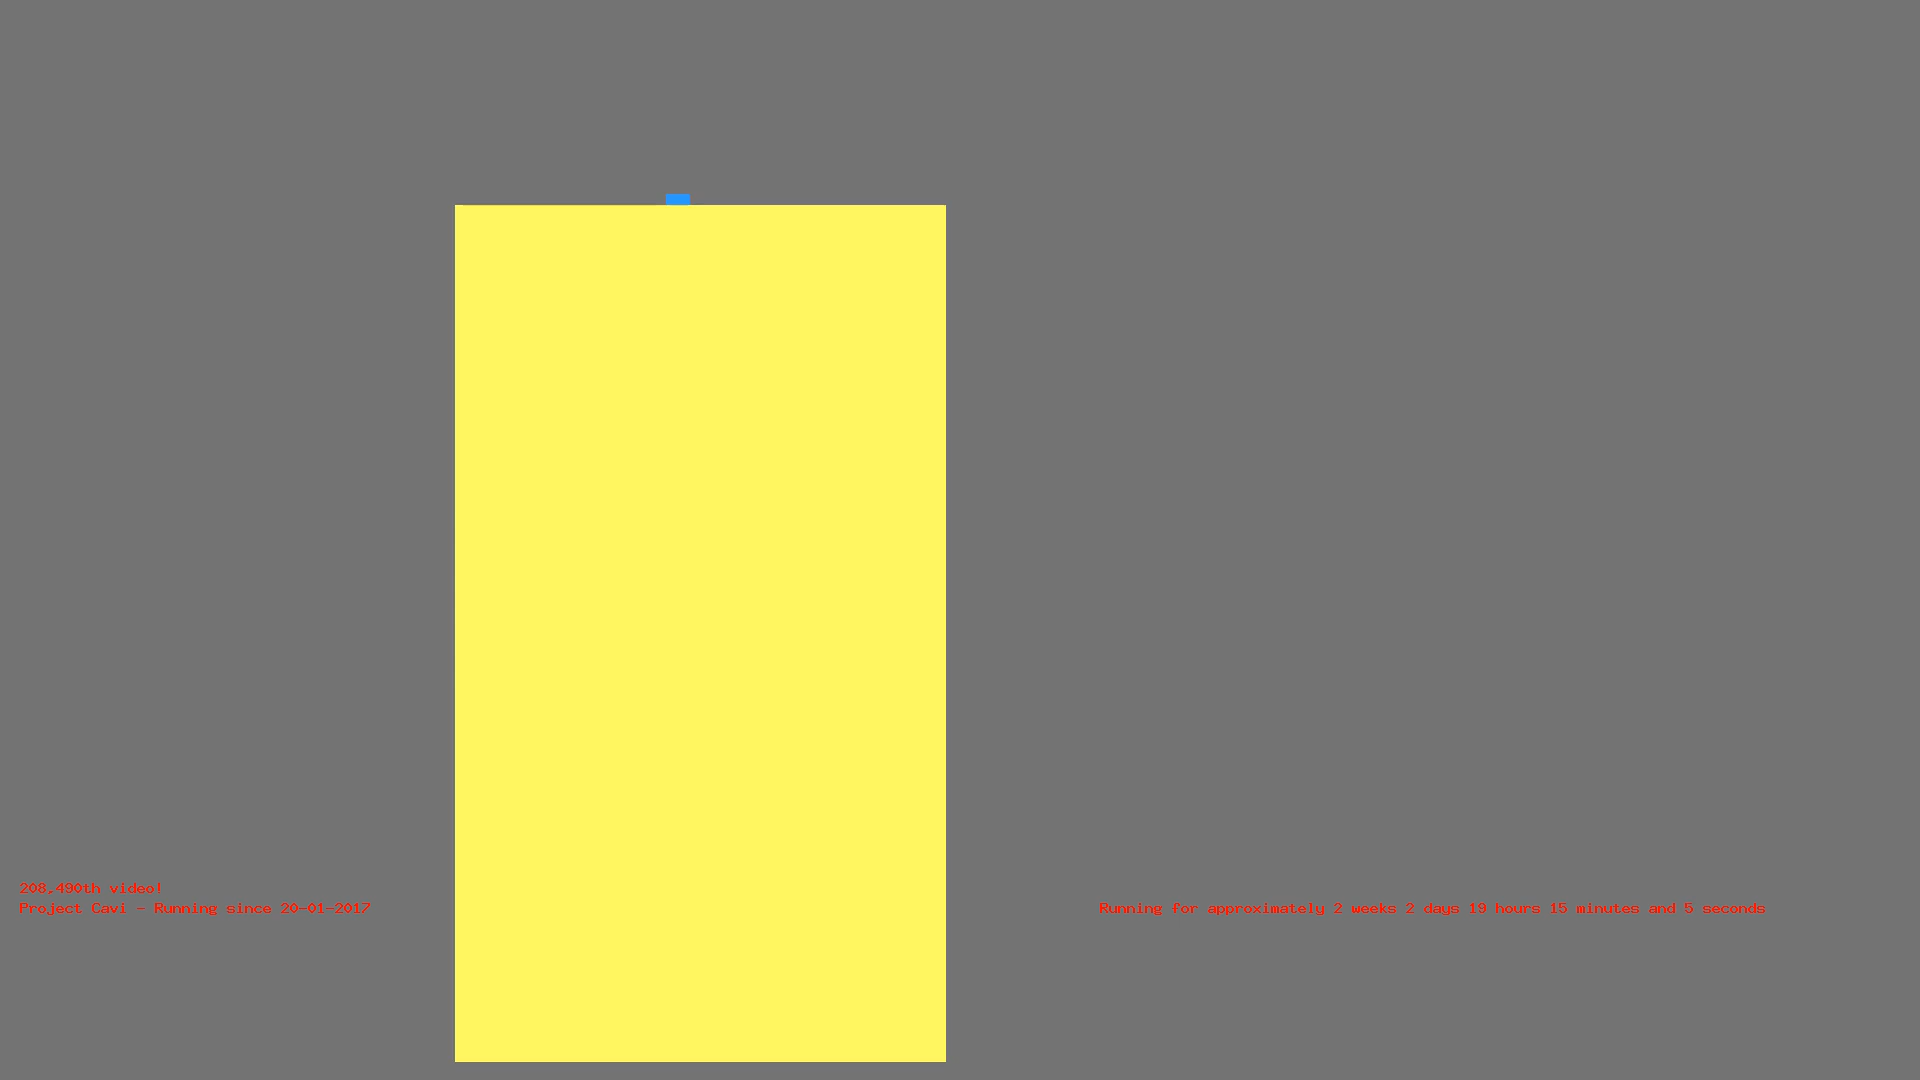 208,490th video!
Project Cavi - Running since 20-01-2017
Running for approximately 2 weeks 2 days 19 hours 15 minutes and 5 seconds